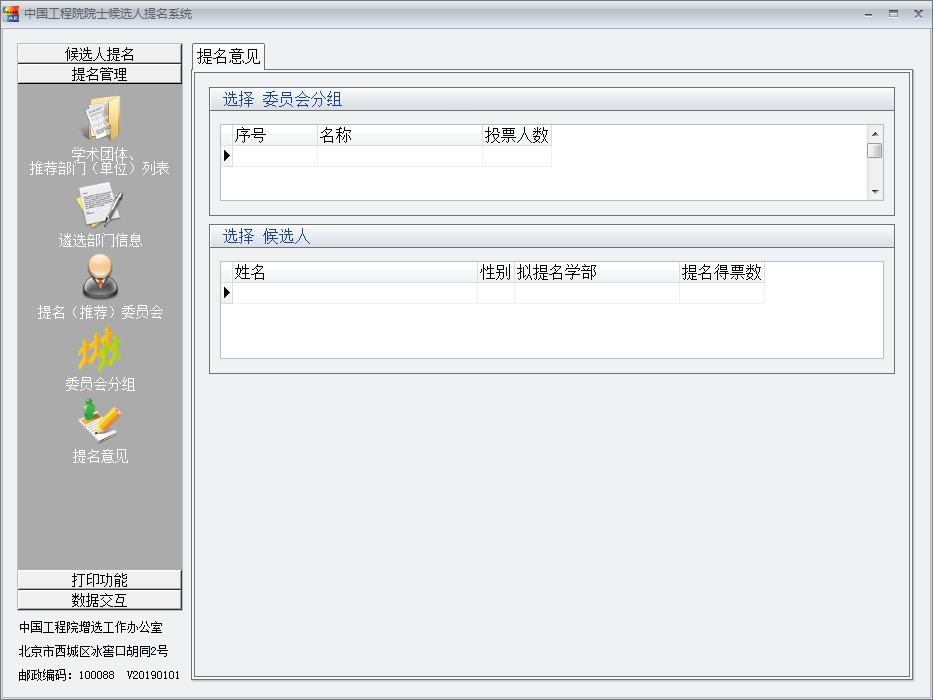 中国工程院院士候选人提名系统
候选人提名
提名管理
学术团体、
推荐部门（单位）列表
遴选部门信息
提名（推荐）委员会
委员会分组
提名意见
打印功能
数据交互
中国工程院增选工作办公室
北京市西城区冰窖口胡同2号
邮政编码：100088 V20190101
提名意见
选择 委员会分组
序号 名称 投票人数
选择 候选人
姓名 性别 拟提名学部 提名得票数